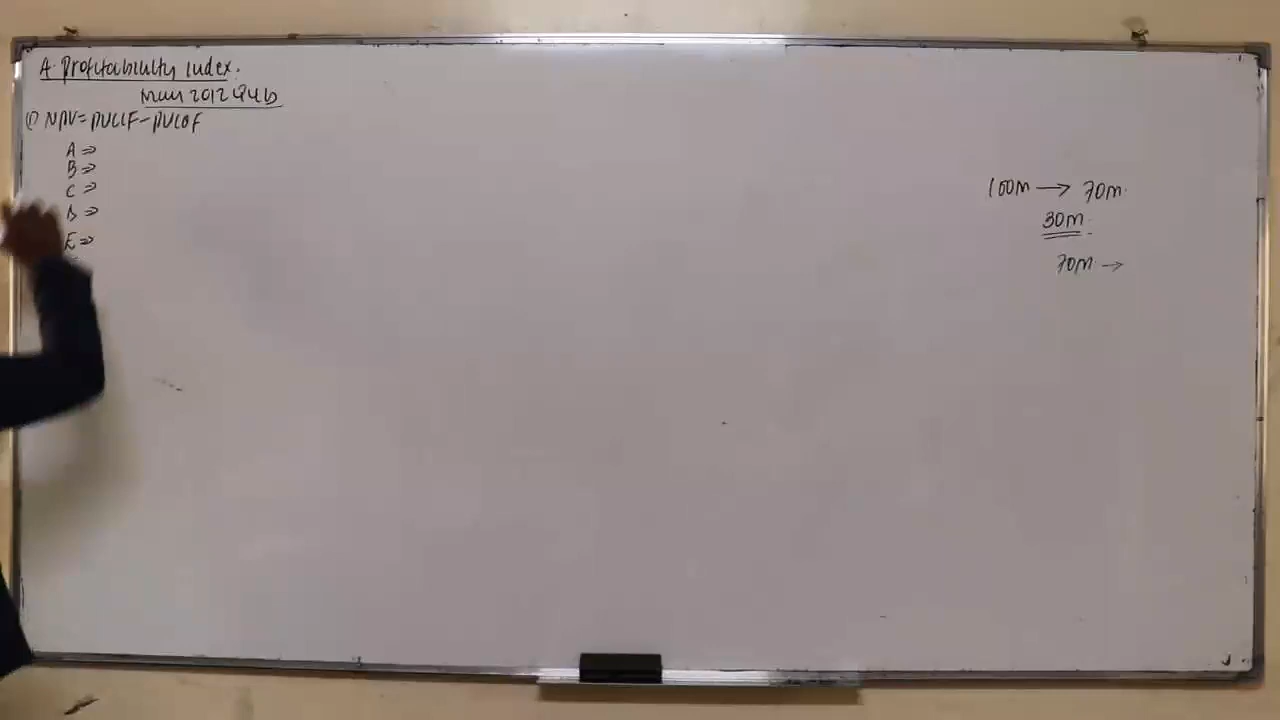 A. Profitability index.
May 2012 Q4b
(1) NPV = PVCIF - PVCOF
A ⇒
B ⇒
C ⇒
D ⇒
E ⇒
100m → 70m.
30m.
70m →